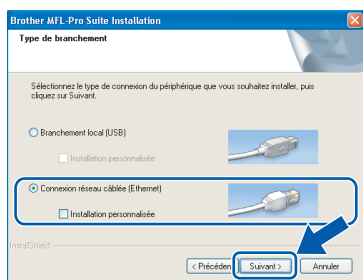 Brother MFL-Pro Suite Installation
Type de branchement
Sélectionnez le type de connexion du périphérique que vous souhaitez installer, puis
cliquez sur Suivant.
Branchement local (USB)
Installation personnalisée
Connexion réseau câblée (Ethernet)
Installation personnalisée
InstallShield
< Précéden
Suivant >
Annuler